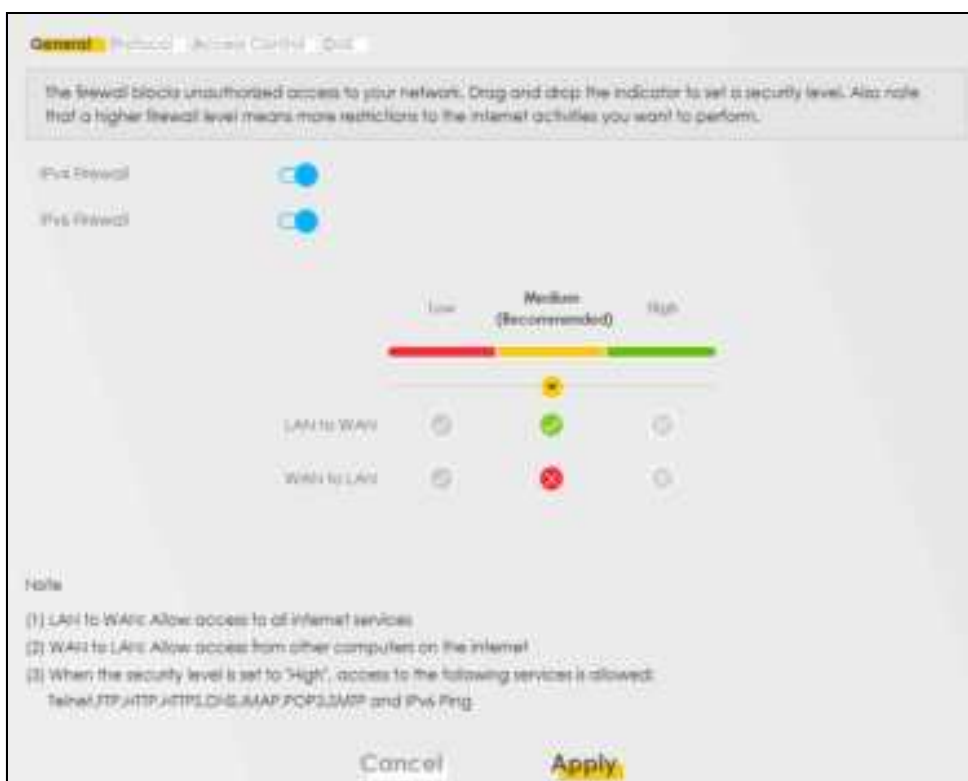 General Protocol Access Control DoS
The firewall blocks unauthorized access to your network. Drag and drop the indicator to set a security level. Also note
that a higher firewall level means more restrictions to the internet activities you want to perform.
IPv4 Firewall
IPv6 Firewall
Low
Medium
(Recommended)
High
LAN to WAN
WAN to LAN
Note
(1) LAN to WAN: Allow access to all internet services
(2) WAN to LAN: Allow access from other computers on the internet
(3) When the security level is set to "High", access to the following services is allowed:
Telnet,FTP,HTTP,HTTPS,DNS,IMAP,POP3,SMTP and IPv6 Ping
Cancel Apply